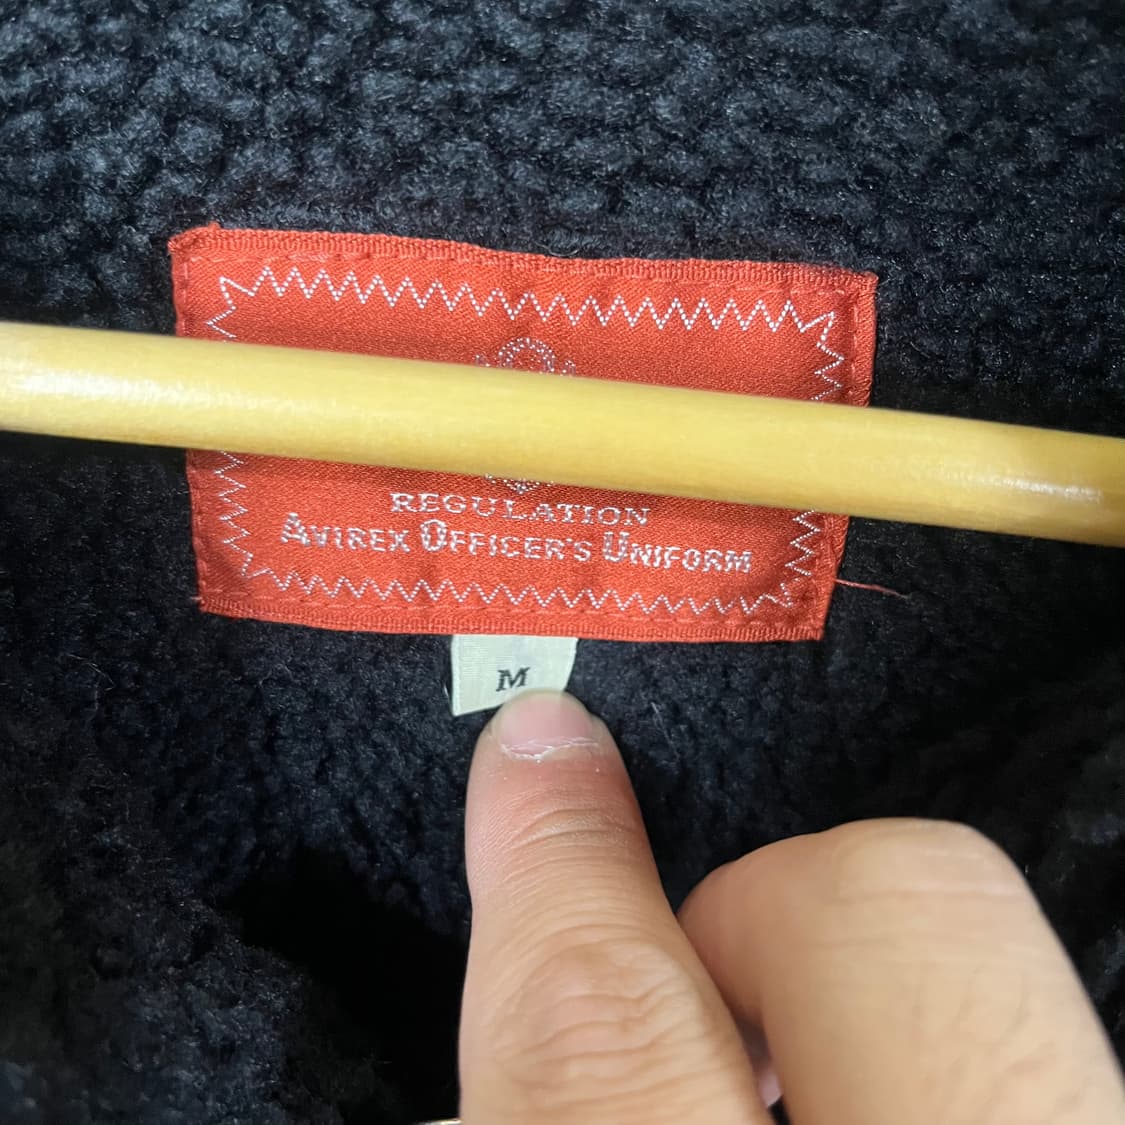 REGULATION
AVIREX OFFICER'S UNIFORM
M